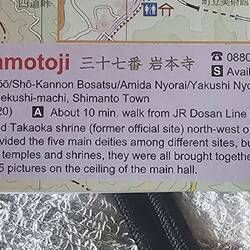 amotoji 三十七番 岩本寺
0880
S Avail
oō/Shō-Kannon Bosatsu/Amida Nyorai/Yakushi Nyo
ekushi-machi, Shimanto Town
20) A About 10 min. walk from JR Dosan Line
d Takaoka shrine (former official site) north-west o
vided the five main deities among different sites, bu
temples and shrines, they were all brought togethe
5 pictures on the ceiling of the main hall.